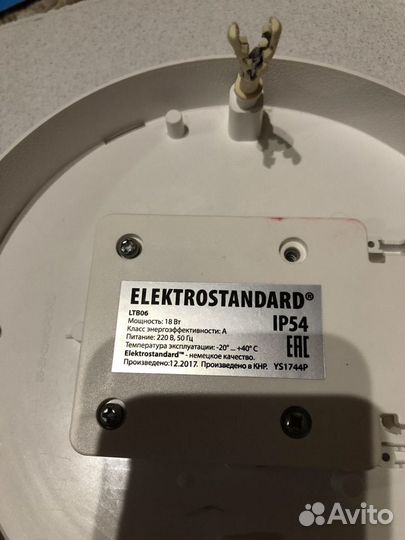 ELEKTROSTANDARD®
LTB06
Мощность: 18 Вт
Класс энергоэффективности: A
Питание: 220 В, 50 Гц
Температура эксплуатации: -20° ... +40° C
Elektrostandard™ - немецкое качество.
Произведено:12.2017. Произведено в КНР. YS1744P
IP54
EAC
Avito